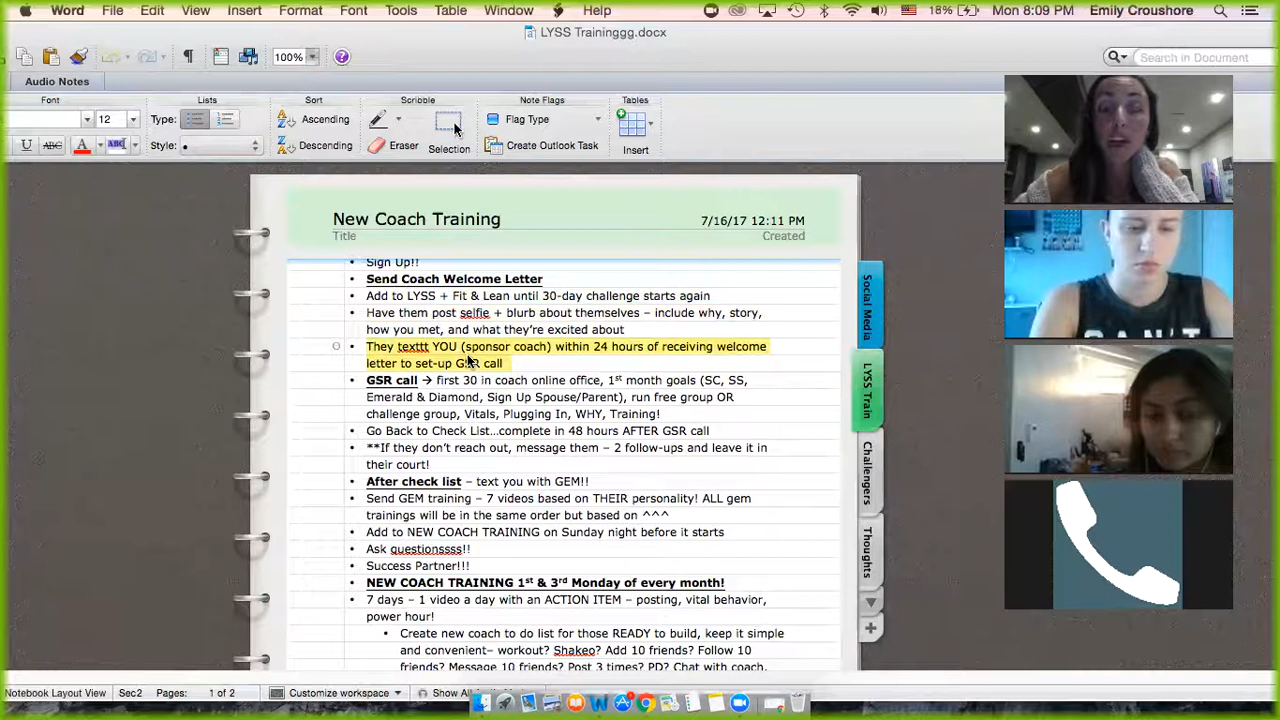 Word File Edit View Insert Format Font Tools Table Window Help 18% Mon 8:09 PM Emily Croushore
LYSS Traininggg.docx
100% Search in Document
Audio Notes
Font Lists Sort Scribble Note Flags Tables
12 Type: Ascending Flag Type
U ABC A ABC Style: Descending Eraser Selection Create Outlook Task Insert
New Coach Training 7/16/17 12:11 PM
Title Created
Sign Up!!
Send Coach Welcome Letter
Add to LYSS + Fit & Lean until 30-day challenge starts again
Have them post selfie + blurb about themselves – include why, story,
how you met, and what they're excited about
They texttt YOU (sponsor coach) within 24 hours of receiving welcome
letter to set-up GSR call
GSR call → first 30 in coach online office, 1st month goals (SC, SS,
Emerald & Diamond, Sign Up Spouse/Parent), run free group OR
challenge group, Vitals, Plugging In, WHY, Training!
Go Back to Check List...complete in 48 hours AFTER GSR call
**If they don't reach out, message them – 2 follow-ups and leave it in
their court!
After check list – text you with GEM!!
Send GEM training – 7 videos based on THEIR personality! ALL gem
trainings will be in the same order but based on ^^^
Add to NEW COACH TRAINING on Sunday night before it starts
Ask questionssss!!
Success Partner!!!
NEW COACH TRAINING 1st & 3rd Monday of every month!
7 days – 1 video a day with an ACTION ITEM – posting, vital behavior,
power hour!
Create new coach to do list for those READY to build, keep it simple
and convenient– workout? Shakeo? Add 10 friends? Follow 10
friends? Message 10 friends? Post 3 times? PD? Chat with coach,
Social Media
LYSS Train
Challengers
Thoughts
Notebook Layout View Sec2 Pages: 1 of 2 Customize workspace Show